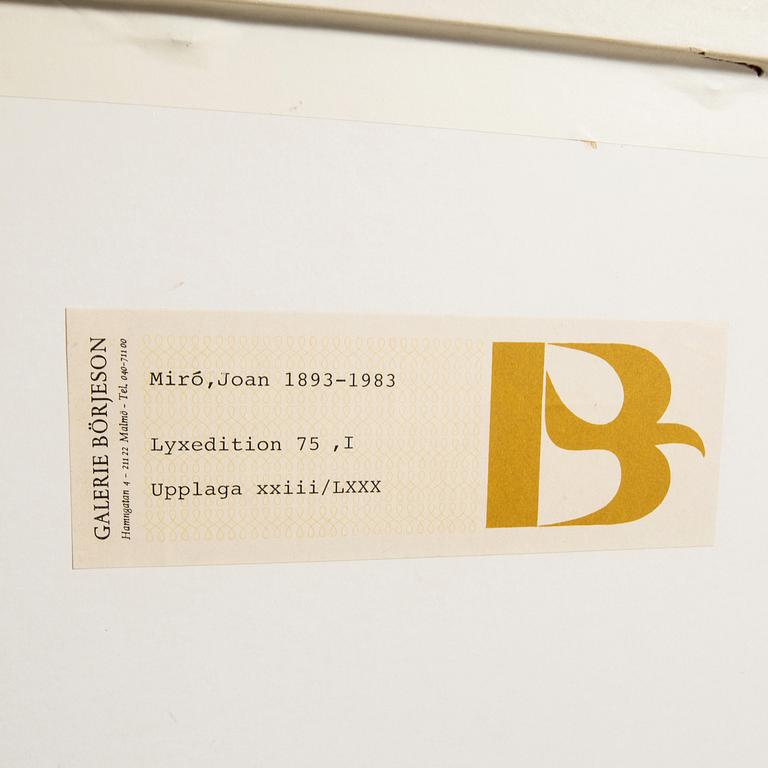 GALERIE BÖRJESON
Hamngatan 4 - 211 22 Malmö - Tel. 040-711 00
Miró,Joan 1893-1983
Lyxedition 75 ,I
Upplaga xxiii/LXXX
B